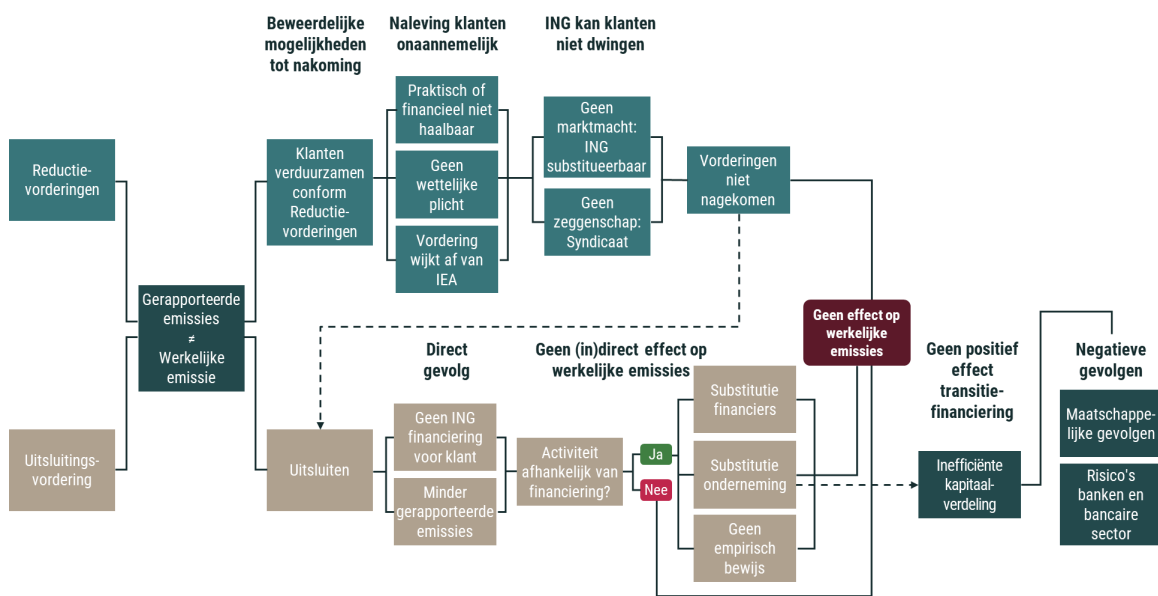 Beweerdelijke
mogelijkheden
tot nakoming
Naleving klanten
onaannemelijk
ING kan klanten
niet dwingen
Reductie-
vorderingen
Klanten
verduurzamen
conform
Reductie-
vorderingen
Praktisch of
financieel niet
haalbaar
Geen
wettelijke
plicht
Vordering
wijkt af van
IEA
Geen
marktmacht:
ING
substitueerbaar
Geen
zeggenschap:
Syndicaat
Vorderingen
niet
nagekomen
Gerapporteerde
emissies
≠
Werkelijke
emissie
Geen effect op
werkelijke
emissies
Direct
gevolg
Geen (in)direct effect op
werkelijke emissies
Geen positief
effect
transitie-
financiering
Negatieve
gevolgen
Uitsluitings-
vordering
Uitsluiten
Geen ING
financiering
voor klant
Minder
gerapporteerde
emissies
Activiteit
afhankelijk van
financiering?
Ja
Nee
Substitutie
financiers
Substitutie
onderneming
Geen
empirisch
bewijs
Inefficiënte
kapitaal-
verdeling
Maatschappe-
lijke gevolgen
Risico's
banken en
bancaire
sector